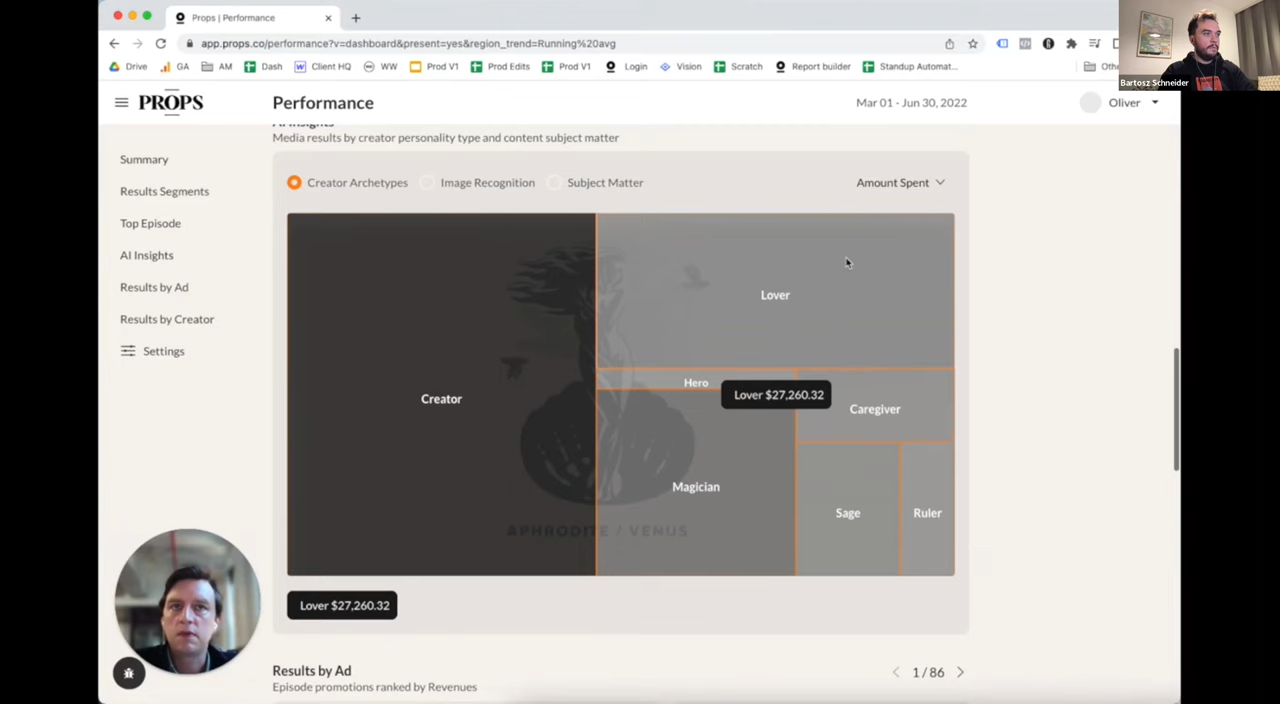 Props | Performance
app.props.co/performance?v=dashboard&present=yes&region_trend=Running%20avg
Drive GA AM Dash Client HQ WW Prod V1 Prod Edits Prod V1 Login Vision Scratch Report builder Standup Automat...
Bartosz Schneider
PROPS
Performance
Mar 01 - Jun 30, 2022
Oliver
AI Insights
Media results by creator personality type and content subject matter
Summary
Results Segments
Top Episode
AI Insights
Results by Ad
Results by Creator
Settings
Creator Archetypes Image Recognition Subject Matter
Amount Spent
Creator
Lover
Hero
Lover $27,260.32
Caregiver
Magician
Sage
Ruler
APHRODITE / VENUS
Lover $27,260.32
Results by Ad
1 / 86
Episode promotions ranked by Revenues